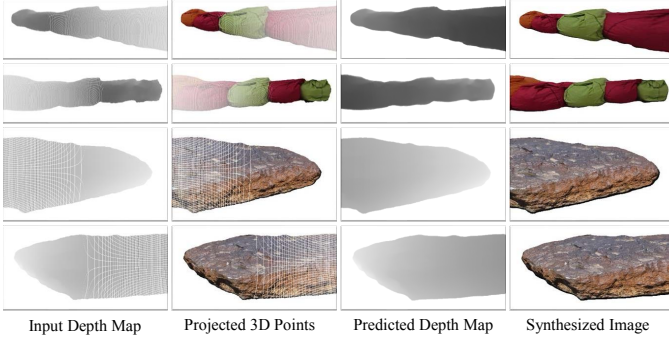 Input Depth Map
Projected 3D Points
Predicted Depth Map
Synthesized Image